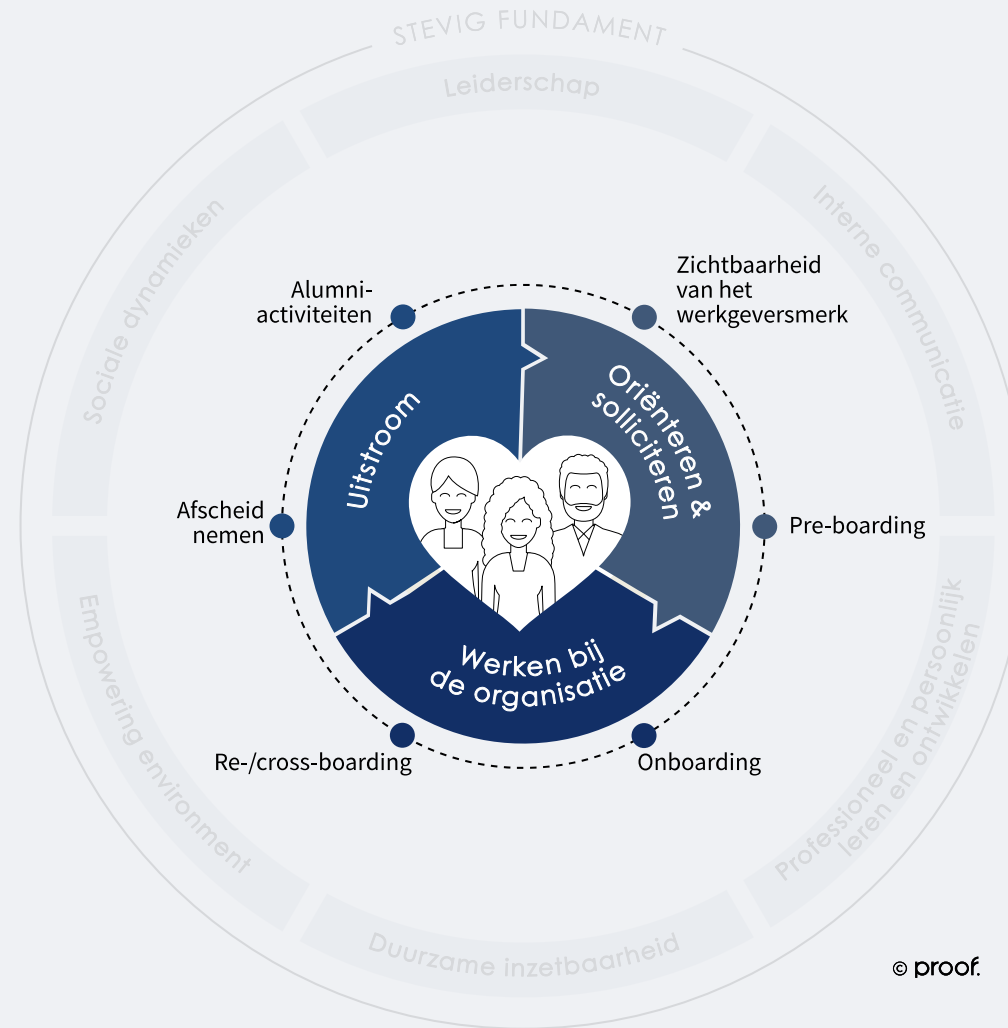 STEVIG FUNDAMENT
Leiderschap
Interne communicatie
Professioneel en persoonlijk
leren en ontwikkelen
Duurzame inzetbaarheid
Empowering environment
Sociale dynamieken
Zichtbaarheid
van het
werkgeversmerk
Pre-boarding
Onboarding
Re-/cross-boarding
Afscheid
nemen
Alumni-
activiteiten
Oriënteren &
solliciteren
Werken bij
de organisatie
Uitstroom
© proof.